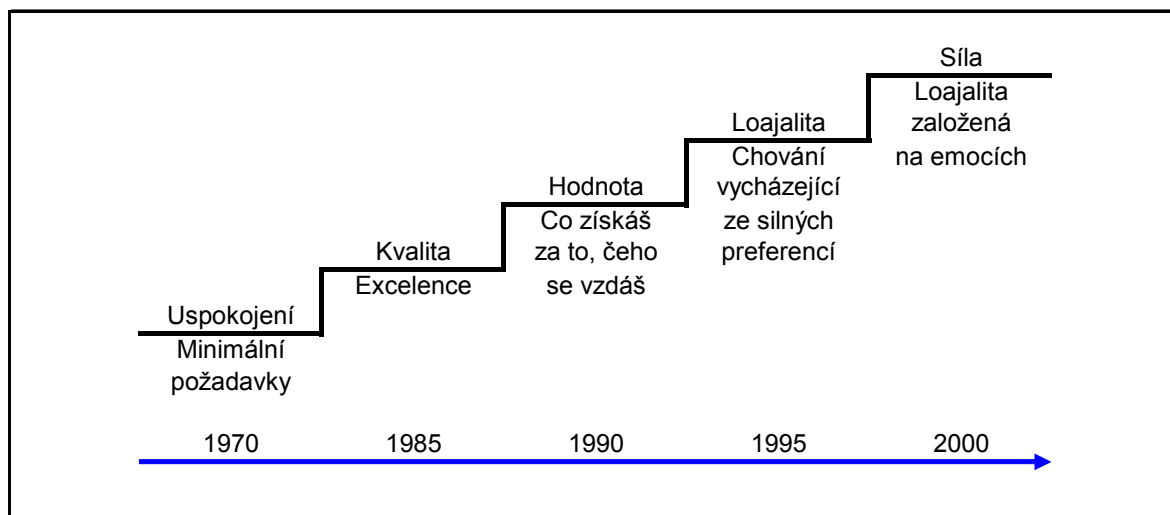 Síla
Loajalita
založená
na emocích
Loajalita
Chování
vycházející
ze silných
preferencí
Hodnota
Co získáš
za to, čeho
se vzdáš
Kvalita
Excelence
Uspokojení
Minimální
požadavky
1970 1985 1990 1995 2000